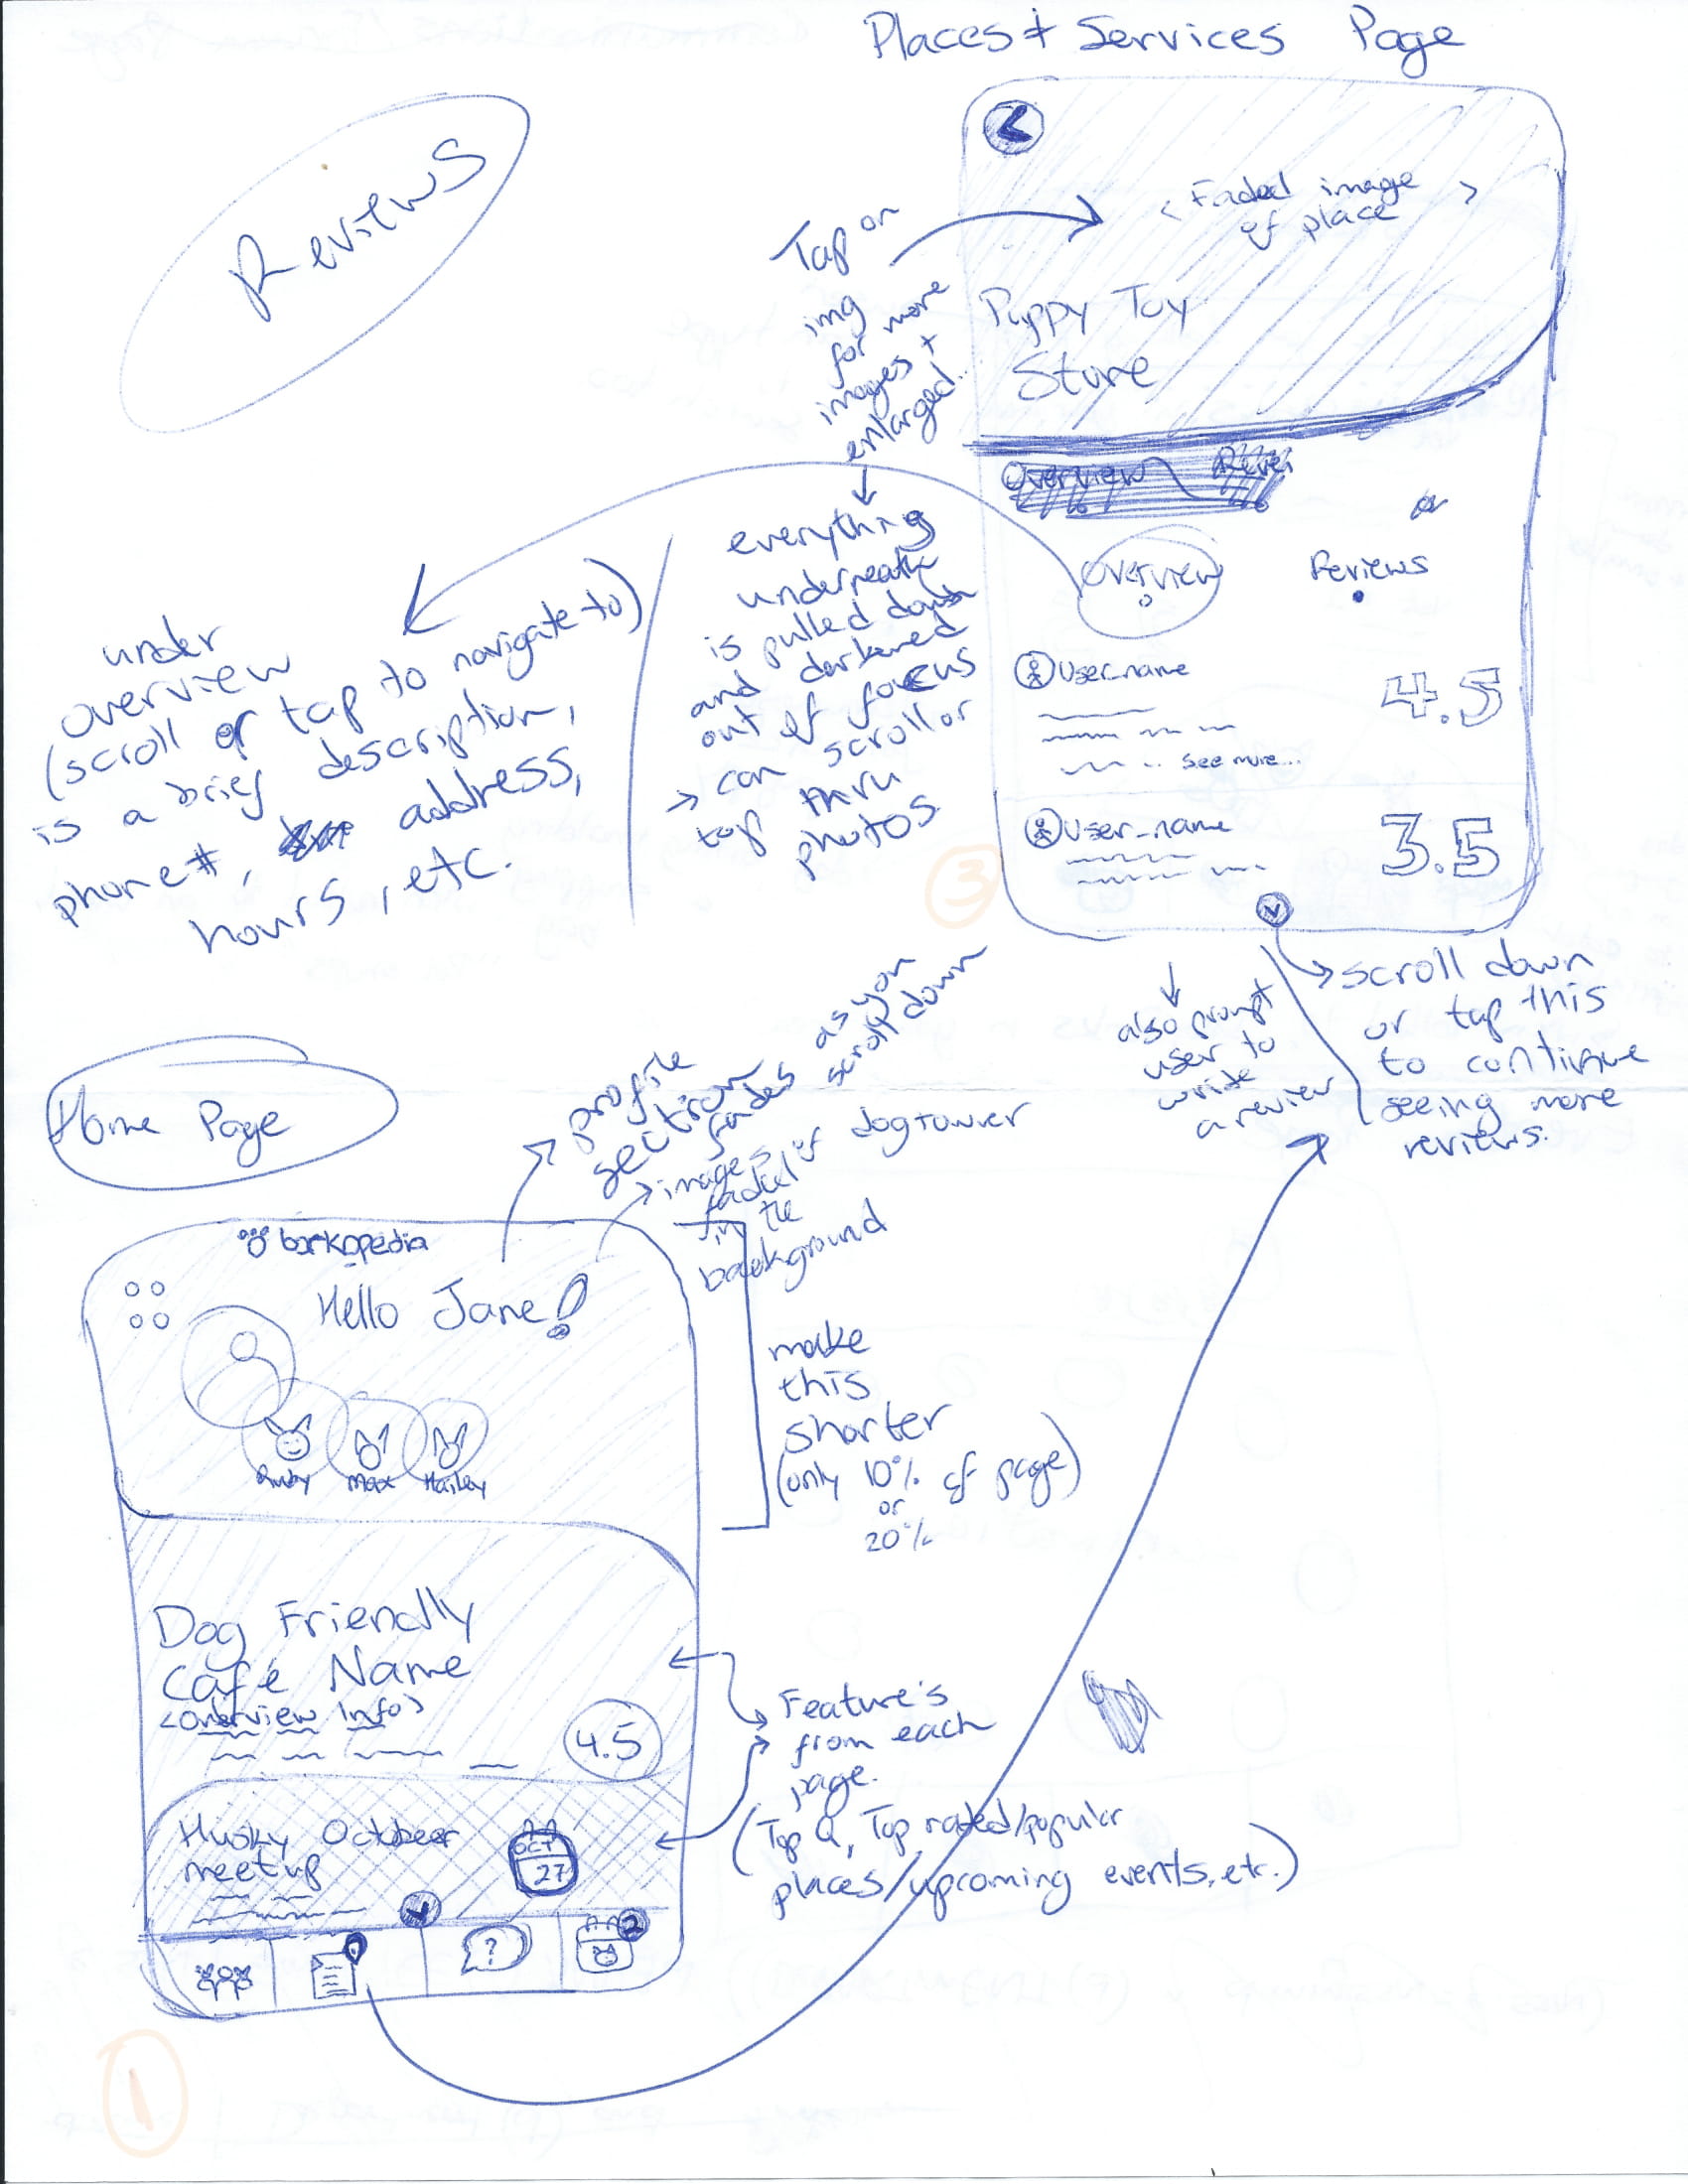 Places + Services Page
Reviews
< Faded image >
of place
Puppy Toy
Store
Tap on
img
for more
images +
enlarged..
everything
underneath
is pulled down
and darkened
out of focus
→ can scroll or
tap thru
photos
Overview
or
Overview
Reviews
under
overview
(scroll or tap to navigate to)
is a brief description,
phone#, address,
hours, etc.
User_name
4.5
see more...
User_name
3.5
3
scroll down
or tap this
to continue
seeing more
reviews.
also prompt
user to
write
a review
Home Page
profile
section
fades as you
scroll down
images of dog + owner
faded
in the
background
barkopedia
Hello Jane!
Ruby
Max
Hailey
make
this
shorter
(only 10% of page)
or
20%
Dog Friendly
Café Name
<Overview Info>
4.5
Feature's
from each
page.
(Top Q, Top rated/popular
places/upcoming events, etc.)
Husky October
meetup
OCT
27
?
2
1